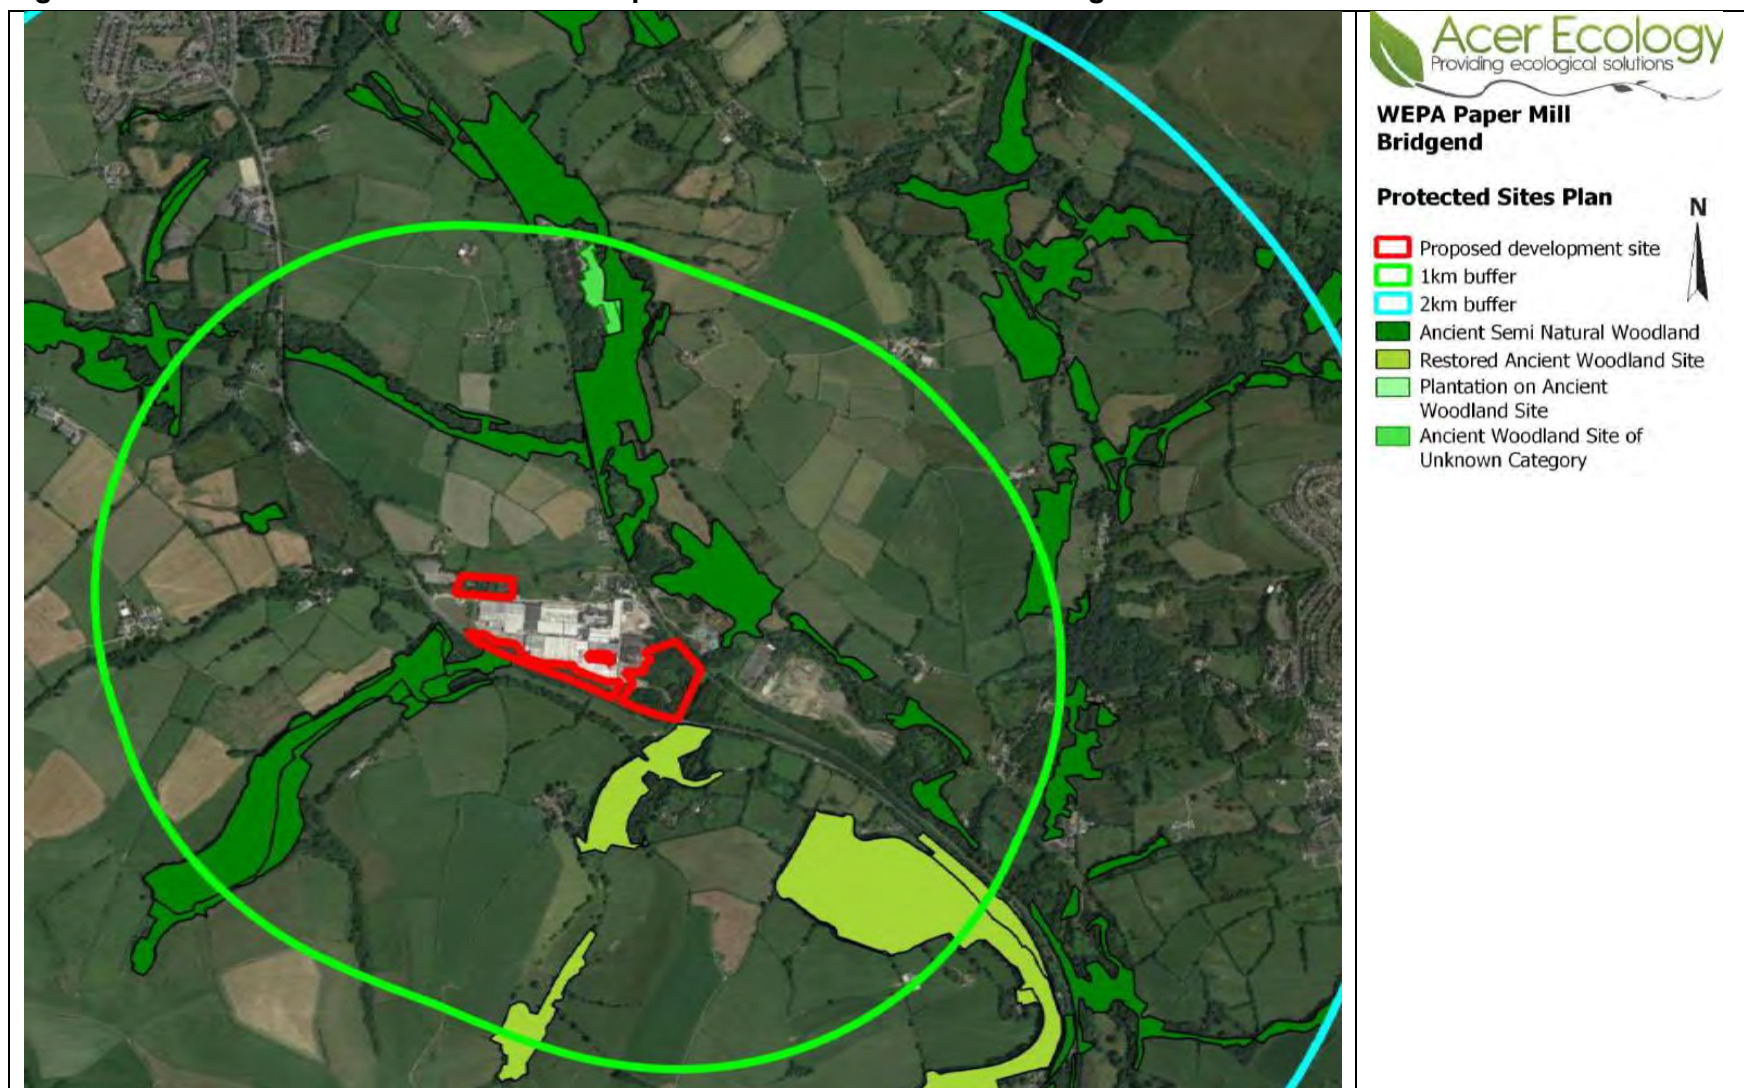 Acer Ecology
Providing ecological solutions
WEPA Paper Mill
Bridgend
Protected Sites Plan
N
Proposed development site
1km buffer
2km buffer
Ancient Semi Natural Woodland
Restored Ancient Woodland Site
Plantation on Ancient
Woodland Site
Ancient Woodland Site of
Unknown Category